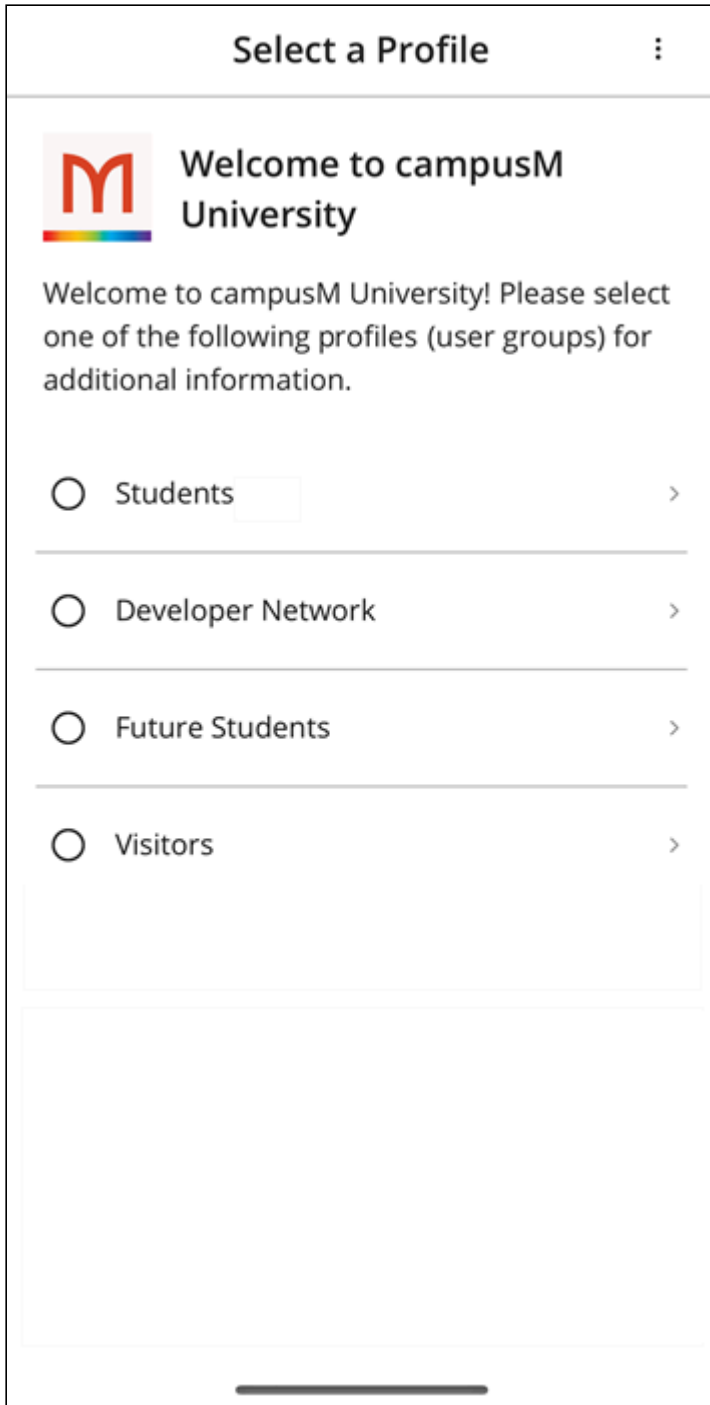 Select a Profile
M
Welcome to campusM
University
Welcome to campusM University! Please select
one of the following profiles (user groups) for
additional information.
Students
Developer Network
Future Students
Visitors